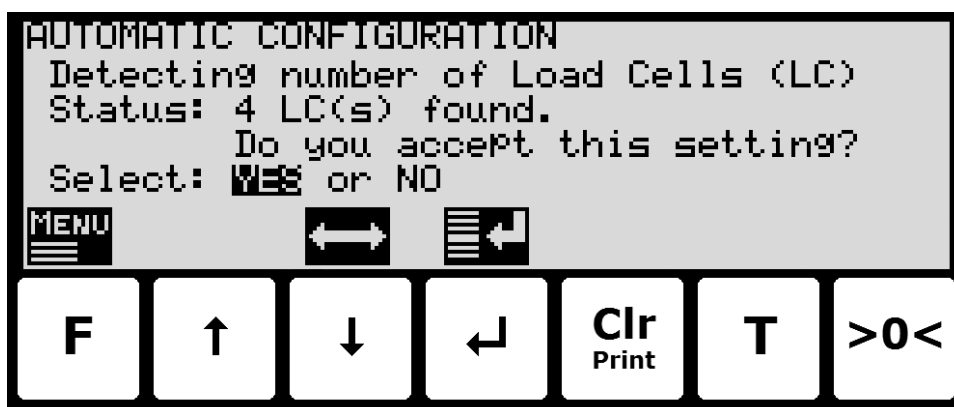 AUTOMATIC CONFIGURATION
Detecting number of Load Cells (LC)
Status: 4 LC(s) found.
Do you accept this setting?
Select: YES or NO
MENU
F ↑ ↓ ↵ Clr T >0<
Print